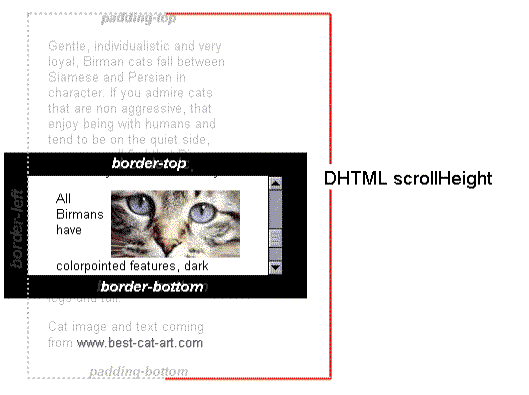 padding-top
Gentle, individualistic and very
loyal, Birman cats fall between
Siamese and Persian in
character. If you admire cats
that are non aggressive, that
enjoy being with humans and
tend to be on the quiet side,
border-top
DHTML scrollHeight
border-left
All
Birmans
have
colorpointed features, dark
border-bottom
legs and tail.
Cat image and text coming
from www.best-cat-art.com
padding-bottom